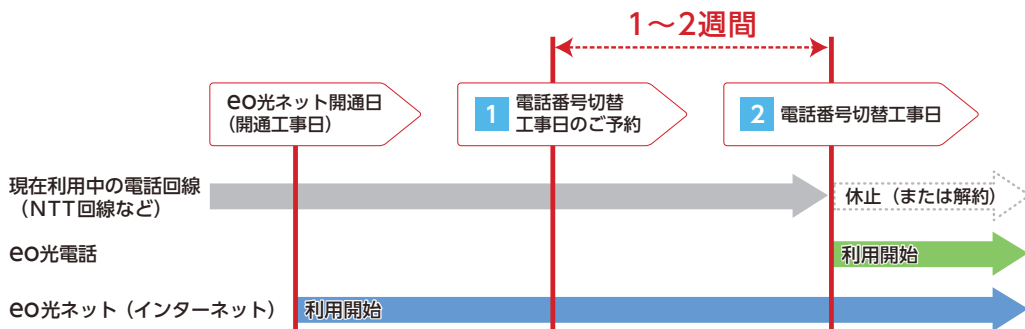 1～2週間
eo光ネット開通日
（開通工事日）
1 電話番号切替
工事日のご予約
2 電話番号切替工事日
現在利用中の電話回線
（NTT回線など）
休止（または解約）
eo光電話
利用開始
eo光ネット（インターネット）
利用開始